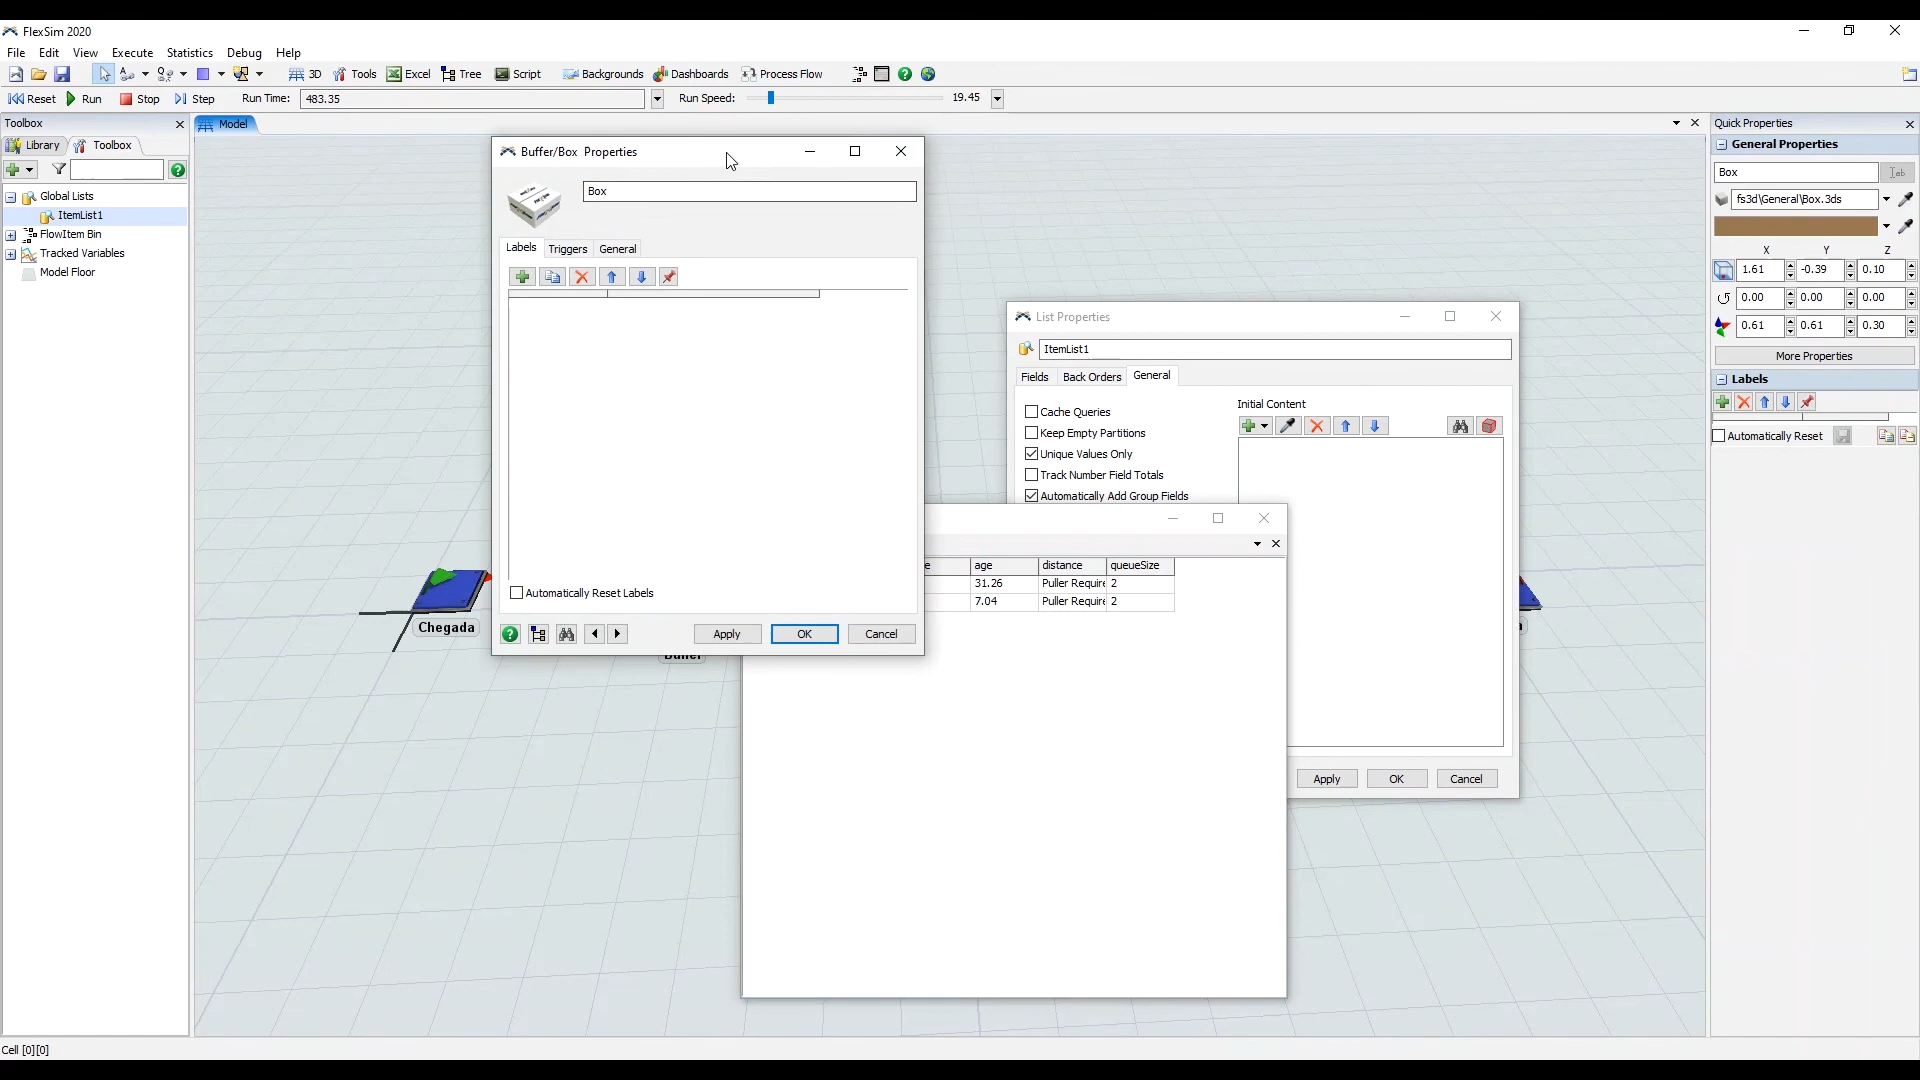 FlexSim 2020
File Edit View Execute Statistics Debug Help
3D Tools Excel Tree Script Backgrounds Dashboards Process Flow
Reset Run Stop Step Run Time: 483.35 Run Speed: 19.45
Toolbox
Library Toolbox
Global Lists
ItemList1
FlowItem Bin
Tracked Variables
Model Floor
Model
Buffer/Box Properties
Box
Labels Triggers General
Automatically Reset Labels
Apply OK Cancel
Chegada
Buffer
List Properties
ItemList1
Fields Back Orders General
Cache Queries
Keep Empty Partitions
Unique Values Only
Track Number Field Totals
Automatically Add Group Fields
Initial Content
Apply OK Cancel
e age distance queueSize
31.26 Puller Require 2
7.04 Puller Require 2
Quick Properties
General Properties
Box
fs3d\General\Box.3ds
X Y Z
1.61 -0.39 0.10
0.00 0.00 0.00
0.61 0.61 0.30
More Properties
Labels
Automatically Reset
Cell [0][0]